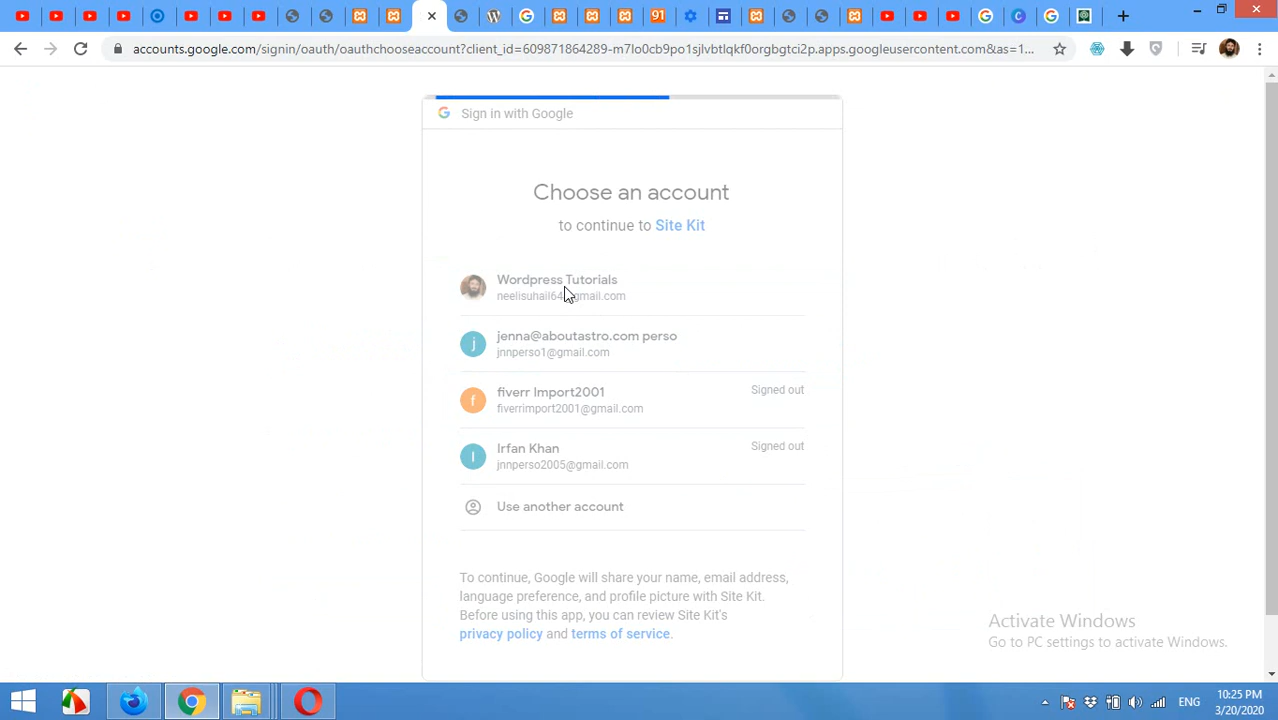 91
accounts.google.com/signin/oauth/oauthchooseaccount?client_id=609871864289-m7lo0cb9po1sjlvbtlqkf0orgbgtci2p.apps.googleusercontent.com&as=1...
Sign in with Google
Choose an account
to continue to Site Kit
Wordpress Tutorials
jenna@aboutastro.com perso
j
jnnperso1@gmail.com
fiverr Import2001
Signed out
f
fiverrimport2001@gmail.com
Irfan Khan
Signed out
I
jnnperso2005@gmail.com
Use another account
To continue, Google will share your name, email address,
language preference, and profile picture with Site Kit.
Before using this app, you can review Site Kit's
privacy policy and terms of service.
Activate Windows
Go to PC settings to activate Windows.
ENG
10:25 PM
3/20/2020